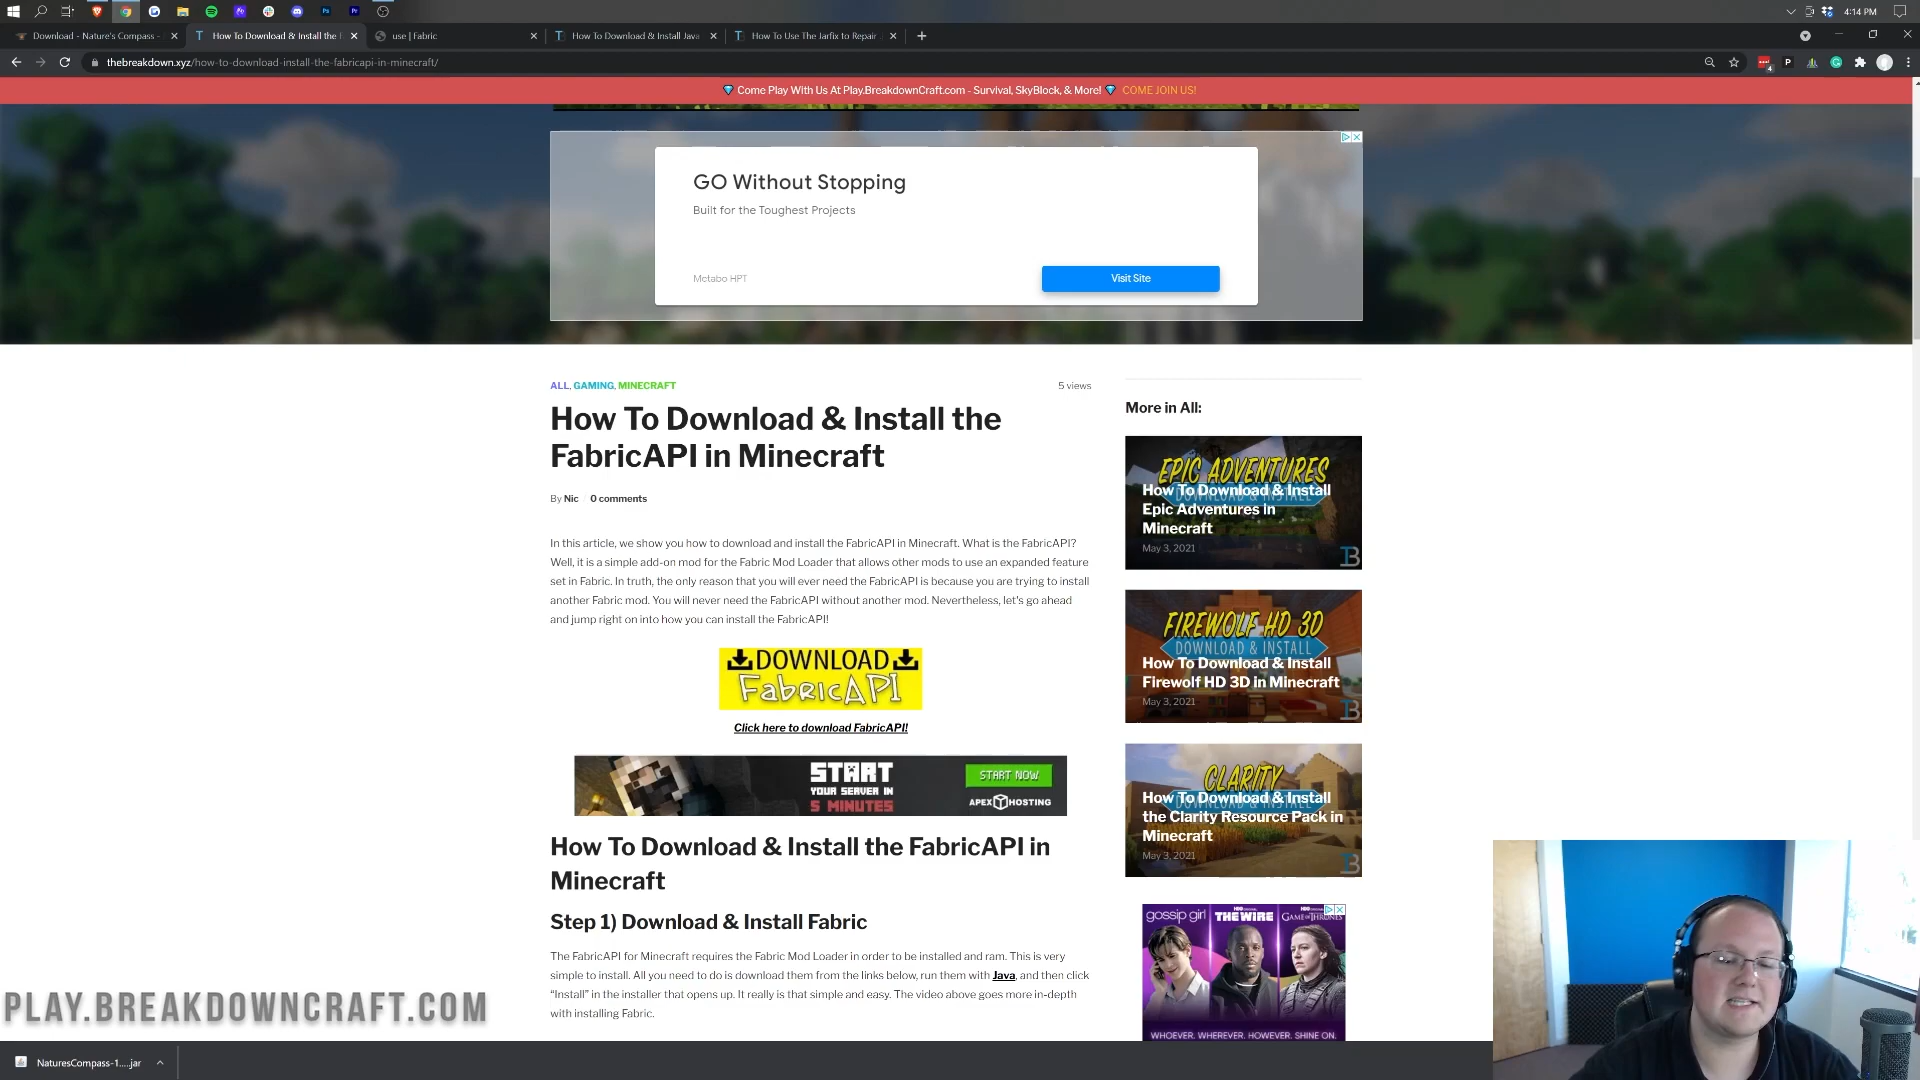 4:14 PM
Download - Nature's Compass -
How To Download & Install the F
use | Fabric
How To Download & Install Java
How To Use The Jarfix to Repair
thebreakdown.xyz/how-to-download-install-the-fabricapi-in-minecraft/
Come Play With Us At Play.BreakdownCraft.com - Survival, SkyBlock, & More! COME JOIN US!
GO Without Stopping
Built for the Toughest Projects
Metabo HPT
Visit Site
ALL, GAMING, MINECRAFT
5 views
How To Download & Install the
FabricAPI in Minecraft
By Nic 0 comments
In this article, we show you how to download and install the FabricAPI in Minecraft. What is the FabricAPI?
Well, it is a simple add-on mod for the Fabric Mod Loader that allows other mods to use an expanded feature
set in Fabric. In truth, the only reason that you will ever need the FabricAPI is because you are trying to install
another Fabric mod. You will never need the FabricAPI without another mod. Nevertheless, let's go ahead
and jump right on into how you can install the FabricAPI!
DOWNLOAD
FabricAPI
Click here to download FabricAPI!
START
YOUR SERVER IN
5 MINUTES
START NOW
APEX HOSTING
How To Download & Install the FabricAPI in
Minecraft
Step 1) Download & Install Fabric
The FabricAPI for Minecraft requires the Fabric Mod Loader in order to be installed and ram. This is very
simple to install. All you need to do is download them from the links below, run them with Java, and then click
"Install" in the installer that opens up. It really is that simple and easy. The video above goes more in-depth
with installing Fabric.
More in All:
EPIC ADVENTURES
DOWNLOAD & INSTALL
How To Download & Install
Epic Adventures in
Minecraft
May 3, 2021
FIREWOLF HD 3D
DOWNLOAD & INSTALL
How To Download & Install
Firewolf HD 3D in Minecraft
May 3, 2021
CLARITY
DOWNLOAD & INSTALL
How To Download & Install
the Clarity Resource Pack in
Minecraft
May 3, 2021
gossip girl
THE WIRE
GAME OF THRONES
WHOEVER. WHEREVER. HOWEVER. SHINE ON.
PLAY.BREAKDOWNCRAFT.COM
NaturesCompass-1.....jar